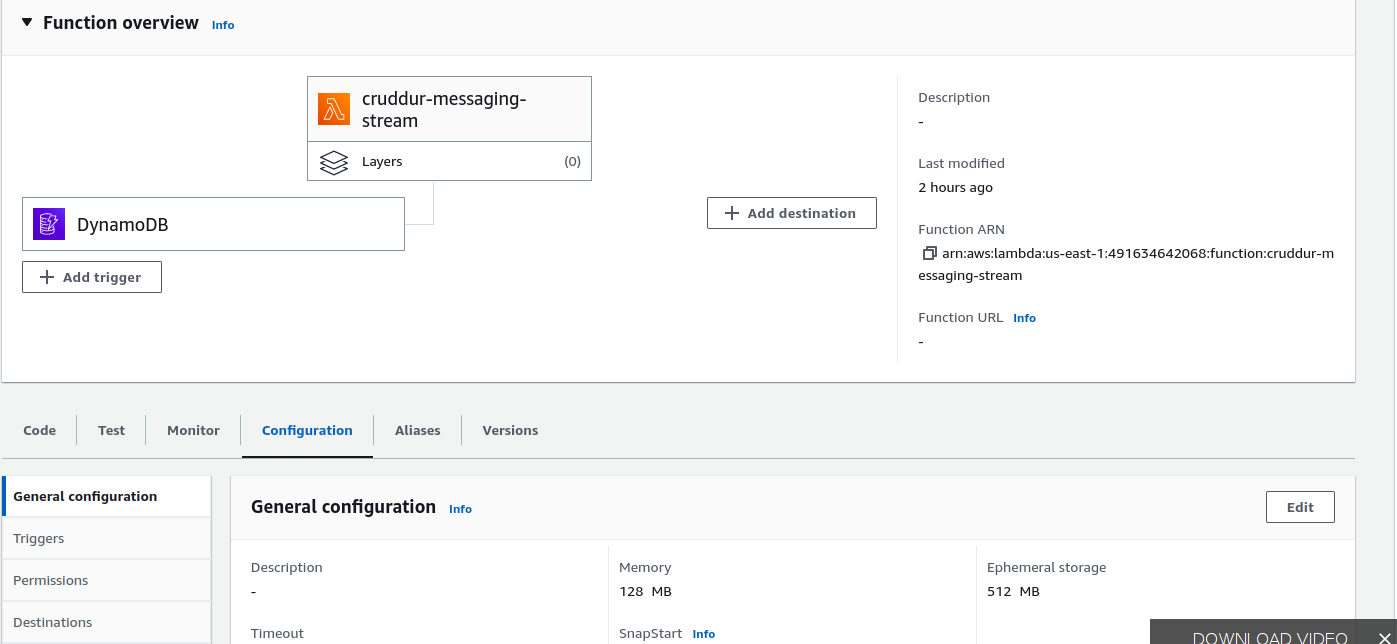 Function overview Info
cruddur-messaging-
stream
Layers (0)
DynamoDB
Add trigger
Add destination
Description
-
Last modified
2 hours ago
Function ARN
arn:aws:lambda:us-east-1:491634642068:function:cruddur-m
essaging-stream
Function URL Info
-
Code Test Monitor Configuration Aliases Versions
General configuration
Triggers
Permissions
Destinations
General configuration Info
Edit
Description
-
Memory
128 MB
Ephemeral storage
512 MB
Timeout
SnapStart Info
DOWNLOAD VIDEO